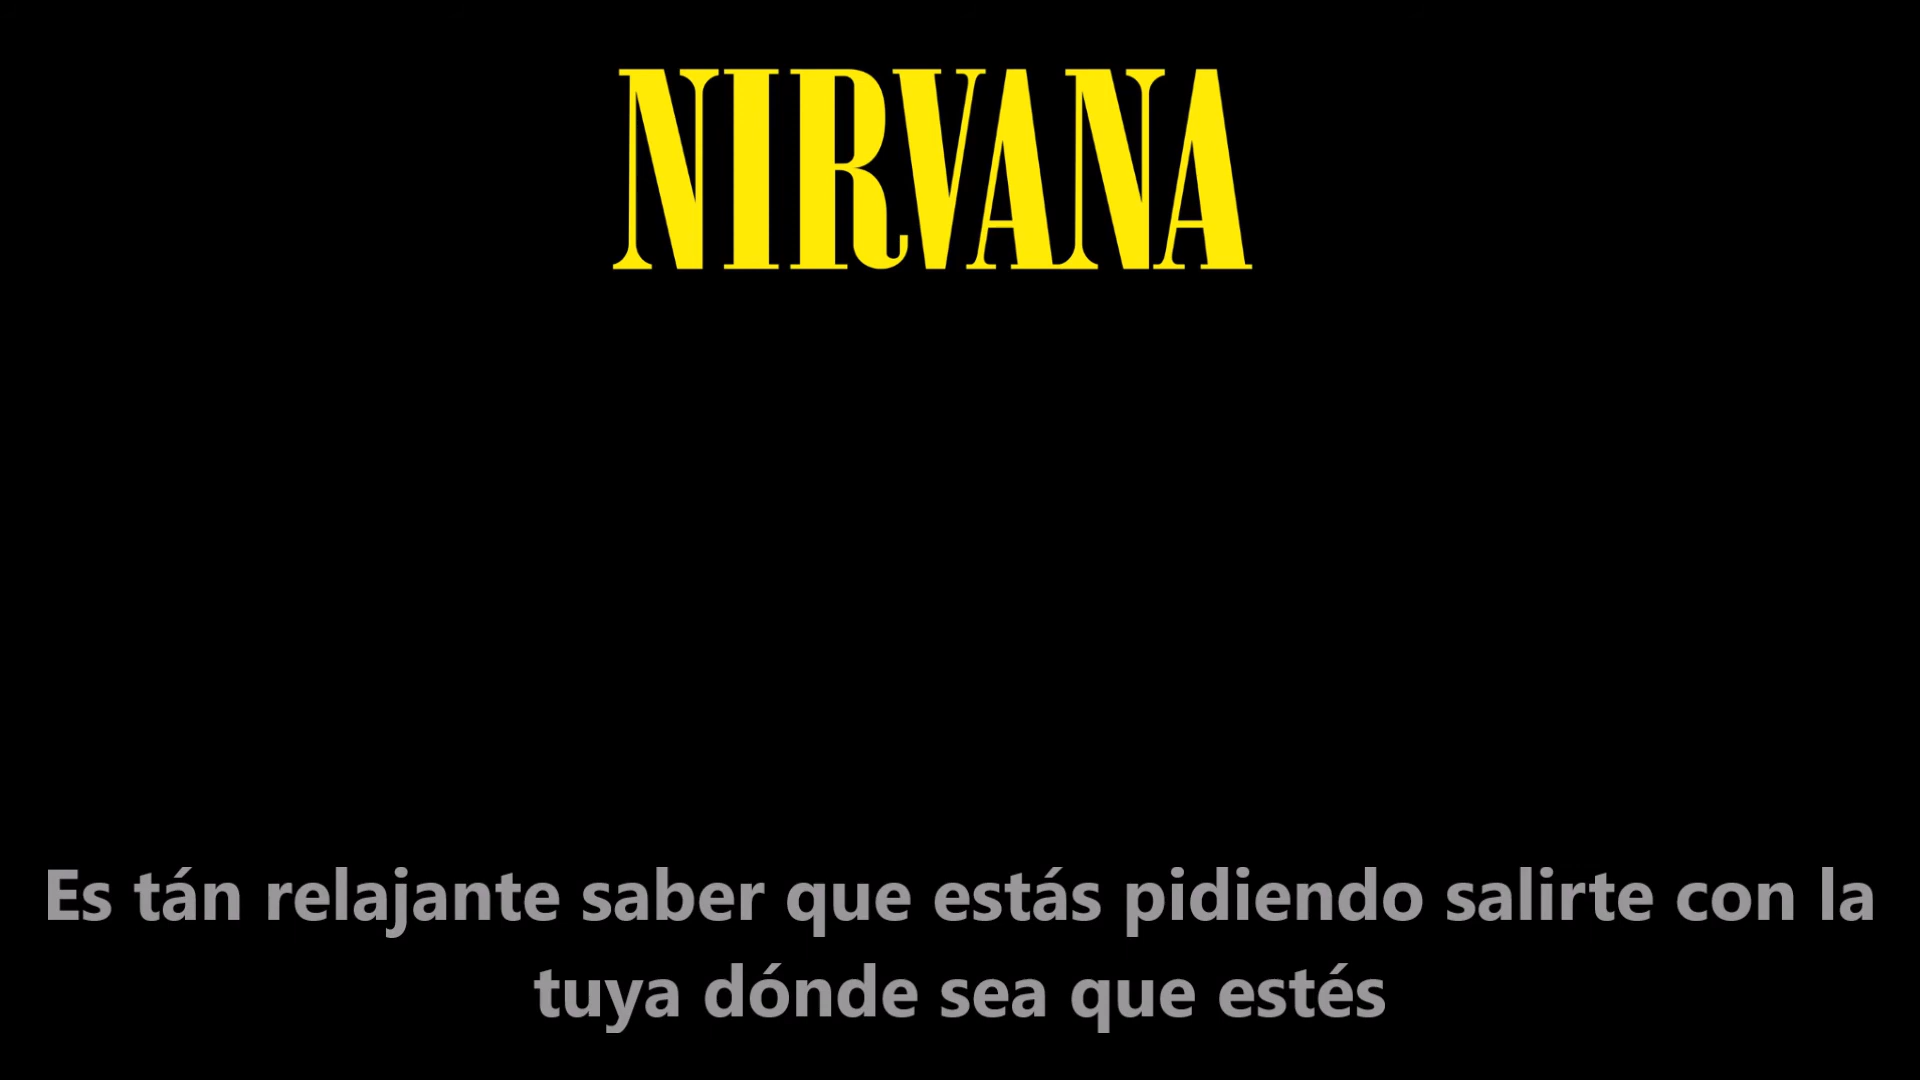 NIRVANA
Es tán relajante saber que estás pidiendo salirte con la
tuya dónde sea que estés